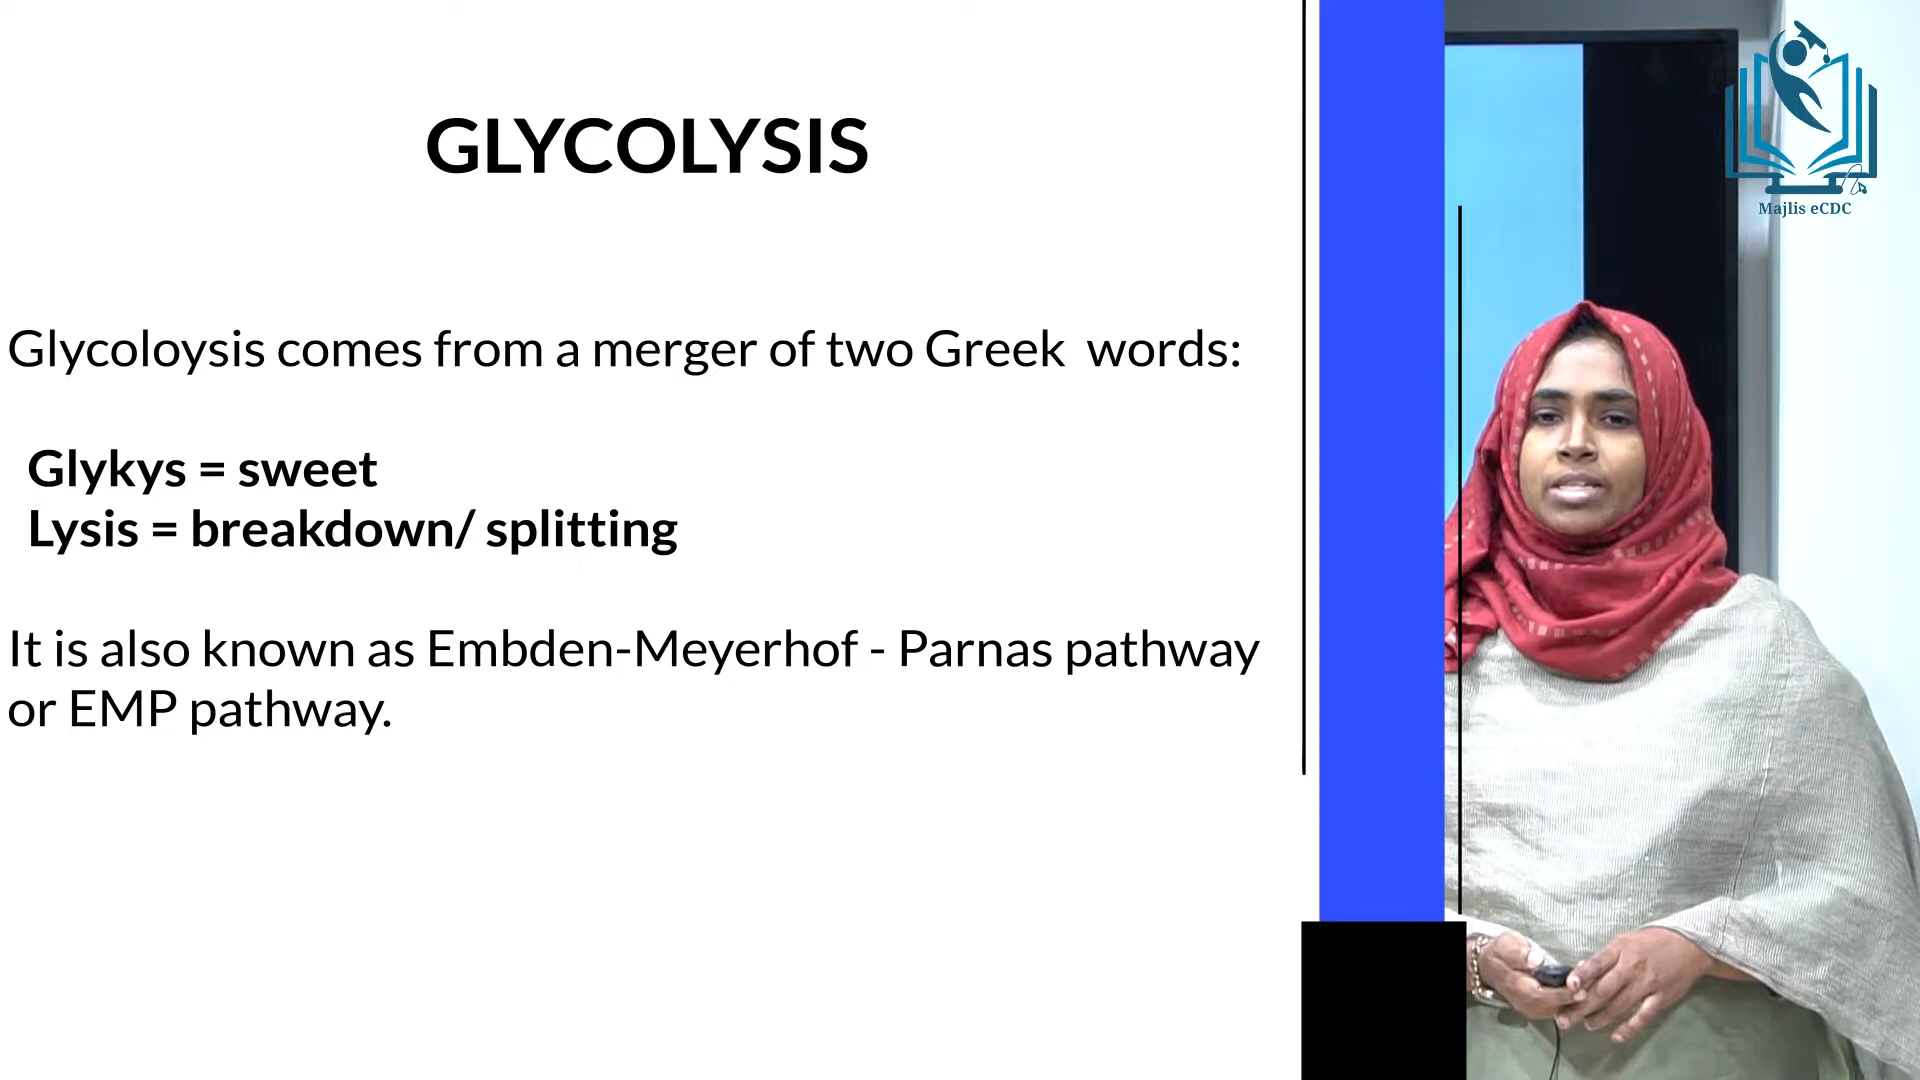 GLYCOLYSIS
Glycoloysis comes from a merger of two Greek  words:
Glykys = sweet
Lysis = breakdown/ splitting
It is also known as Embden-Meyerhof - Parnas pathway
or EMP pathway.
Majlis eCDC